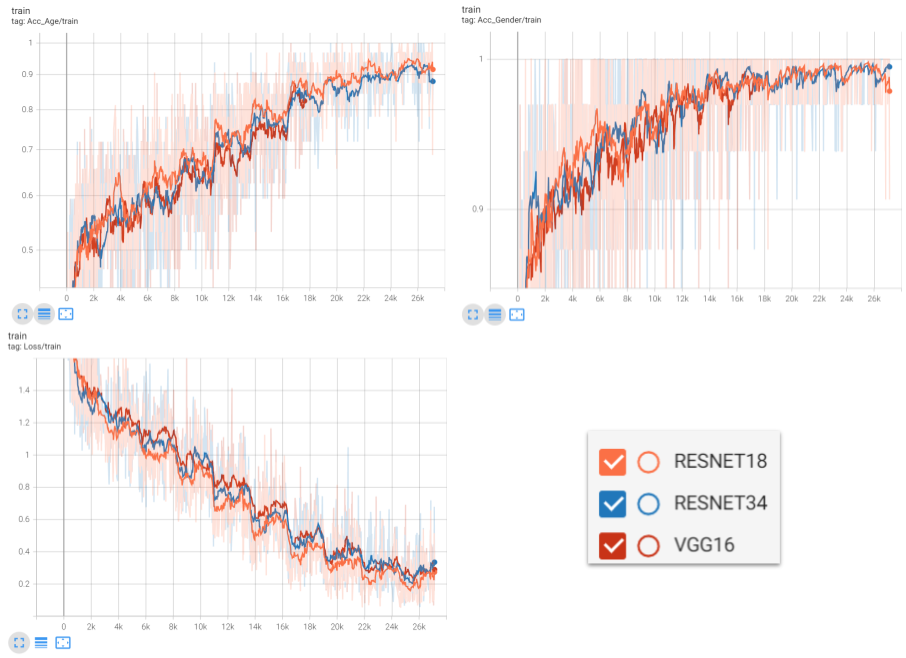 train
tag: Acc_Age/train
1
0.9
0.8
0.7
0.6
0.5
0 2k 4k 6k 8k 10k 12k 14k 16k 18k 20k 22k 24k 26k
train
tag: Acc_Gender/train
1
0.9
0 2k 4k 6k 8k 10k 12k 14k 16k 18k 20k 22k 24k 26k
train
tag: Loss/train
1.4
1.2
1
0.8
0.6
0.4
0.2
0 2k 4k 6k 8k 10k 12k 14k 16k 18k 20k 22k 24k 26k
RESNET18
RESNET34
VGG16